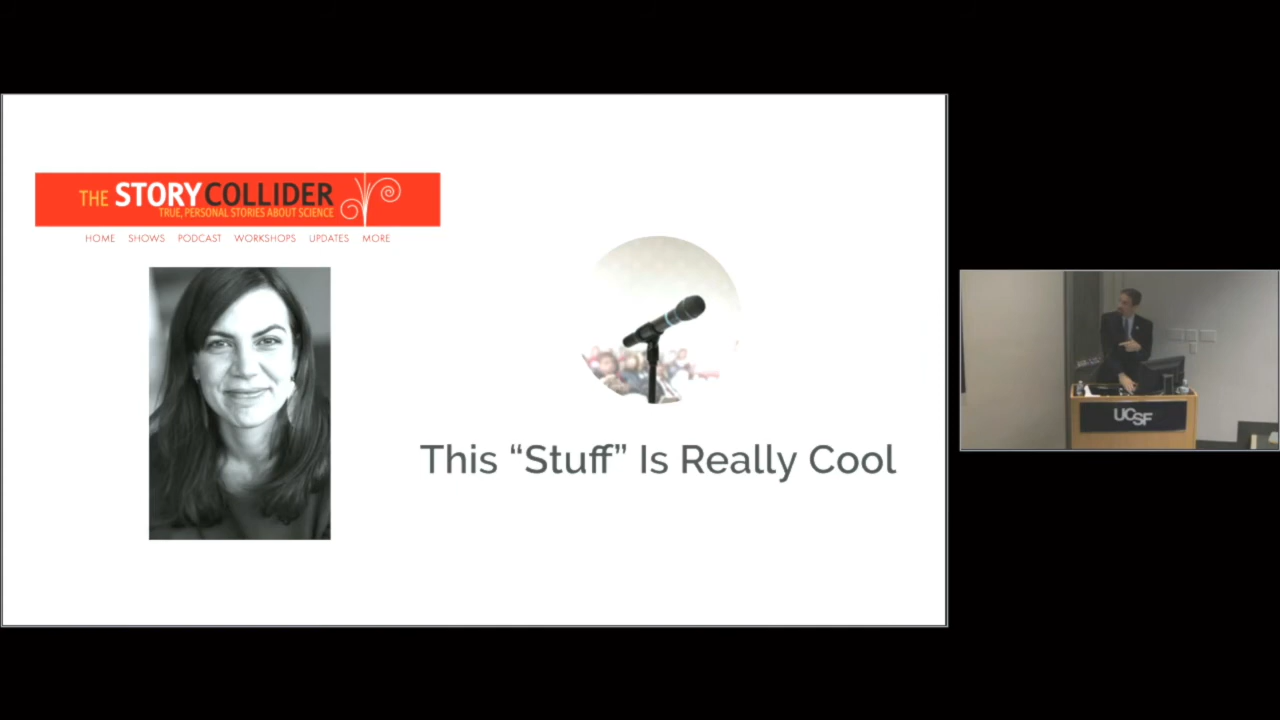 THE STORY COLLIDER
TRUE, PERSONAL STORIES ABOUT SCIENCE
HOME SHOWS PODCAST WORKSHOPS UPDATES MORE
This “Stuff” Is Really Cool
UCSF